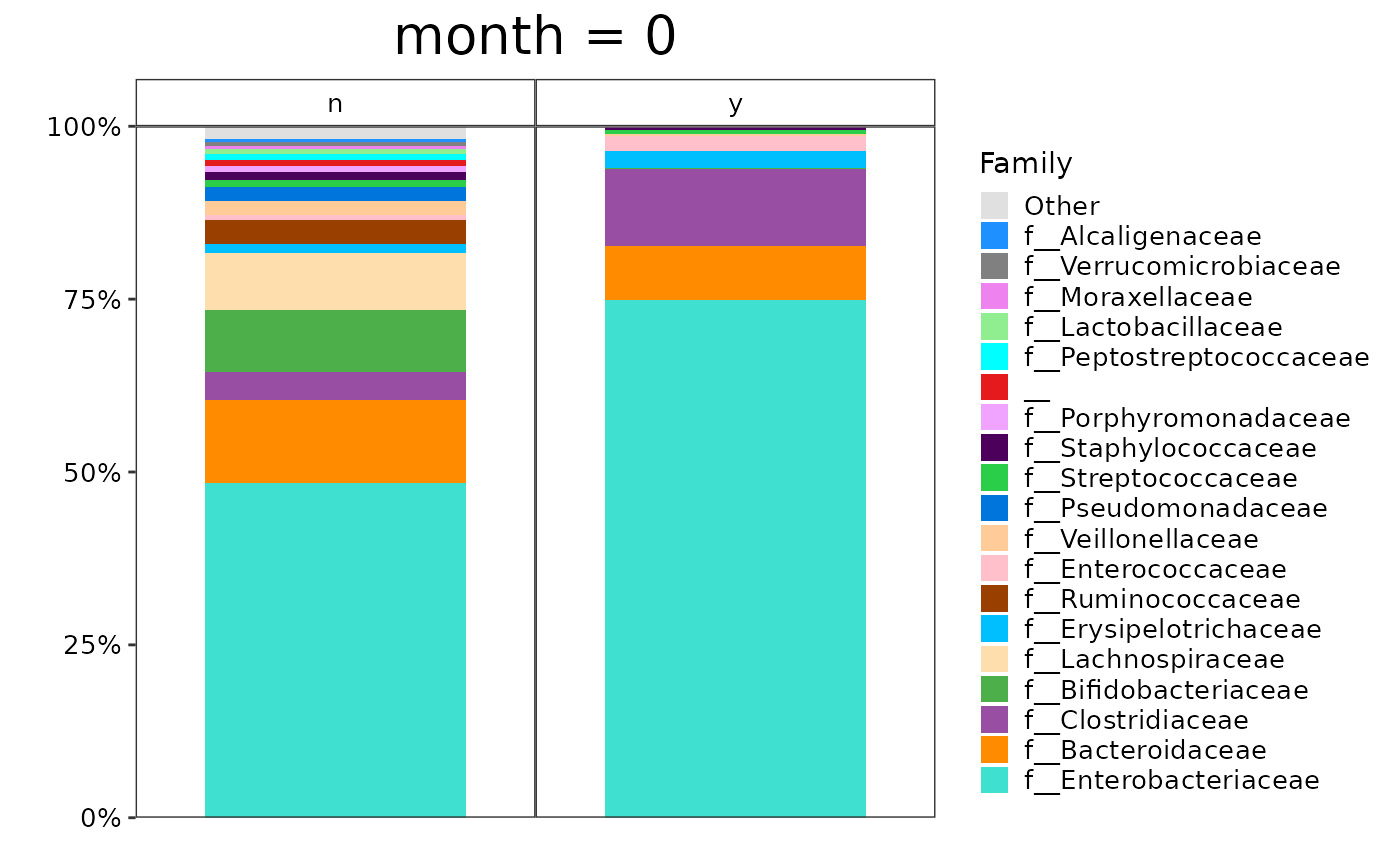 month = 0
n
y
100%
75%
50%
25%
0%
Family
Other
f__Alcaligenaceae
f__Verrucomicrobiaceae
f__Moraxellaceae
f__Lactobacillaceae
f__Peptostreptococcaceae
__
f__Porphyromonadaceae
f__Staphylococcaceae
f__Streptococcaceae
f__Pseudomonadaceae
f__Veillonellaceae
f__Enterococcaceae
f__Ruminococcaceae
f__Erysipelotrichaceae
f__Lachnospiraceae
f__Bifidobacteriaceae
f__Clostridiaceae
f__Bacteroidaceae
f__Enterobacteriaceae